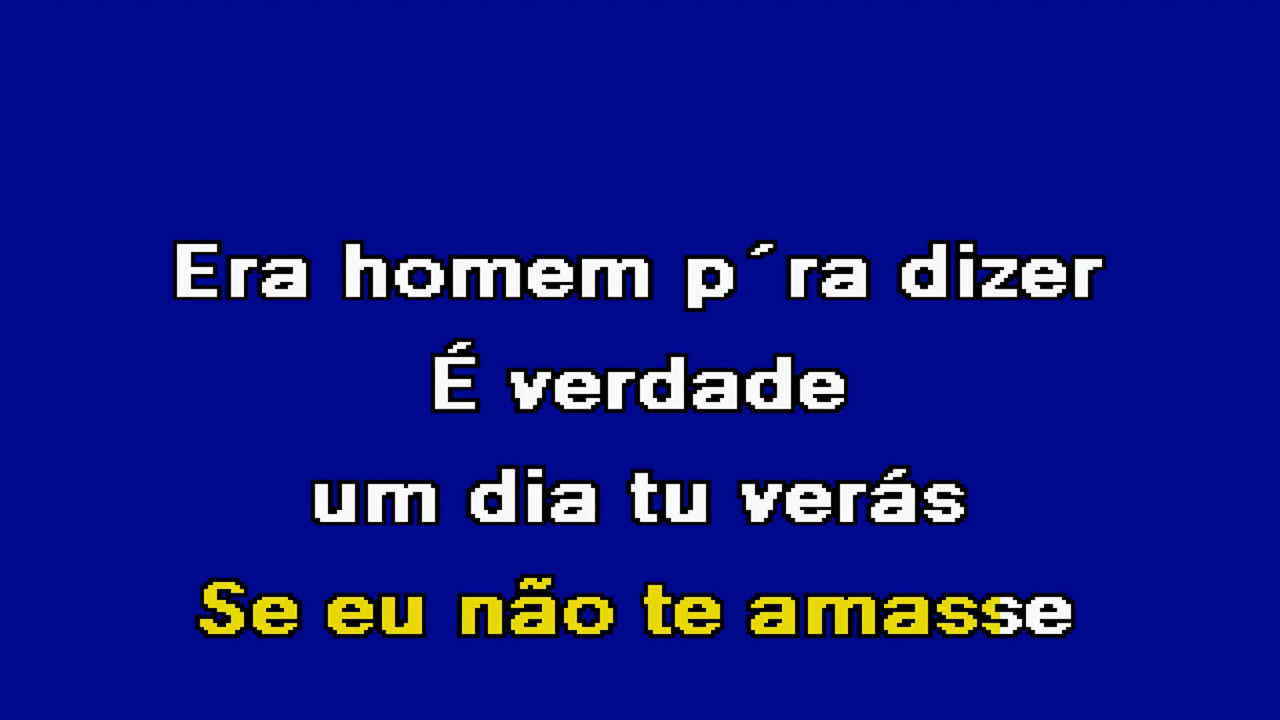 Era homem p´ra dizer
É verdade
um dia tu verás
Se eu não te amasse